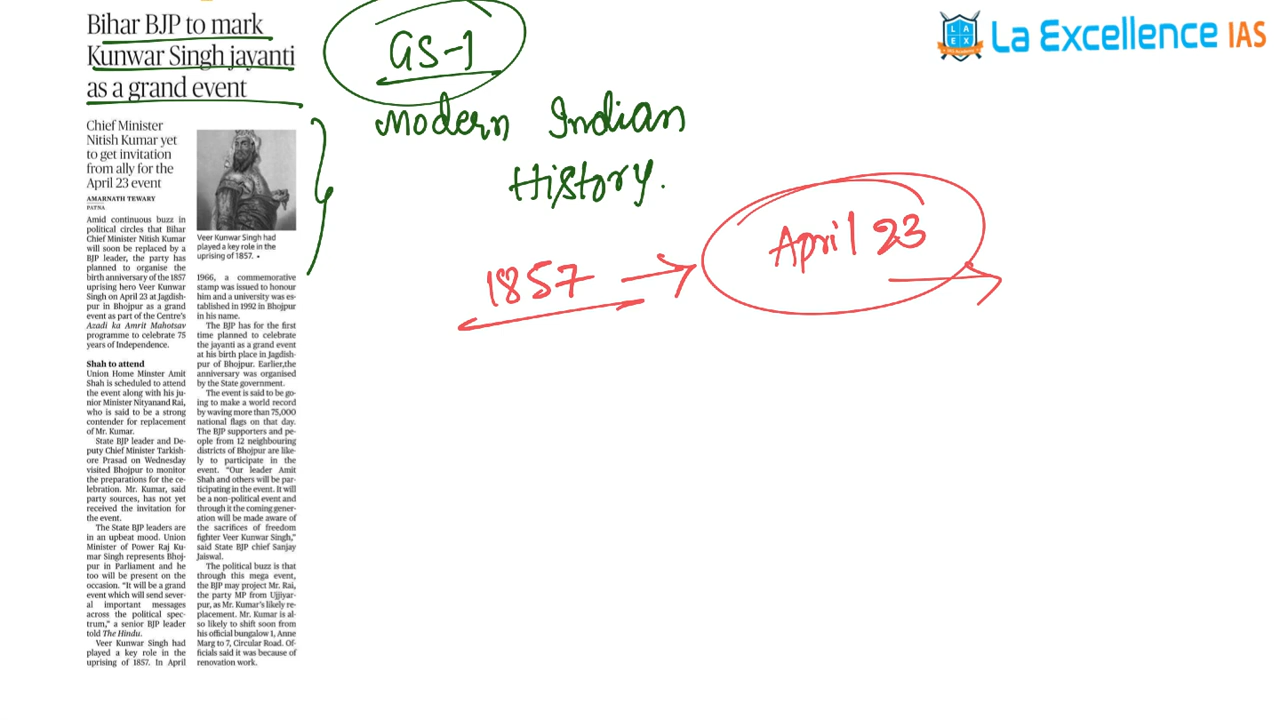 Bihar BJP to mark
Kunwar Singh jayanti
as a grand event
Chief Minister
Nitish Kumar yet
to get invitation
from ally for the
April 23 event
AMARNATH TEWARY
PATNA
Amid continuous buzz in
political circles that Bihar
Chief Minister Nitish Kumar
will soon be replaced by a
BJP leader, the party has
planned to organise the
birth anniversary of the 1857
uprising hero Veer Kunwar
Singh on April 23 at Jagdish-
pur in Bhojpur as a grand
event as part of the Centre's
Azadi ka Amrit Mahotsav
programme to celebrate 75
years of Independence.
Shah to attend
Union Home Minster Amit
Shah is scheduled to attend
the event along with his ju-
nior Minister Nityanand Rai,
who is said to be a strong
contender for replacement
of Mr. Kumar.
State BJP leader and De-
puty Chief Minister Tarkish-
ore Prasad on Wednesday
visited Bhojpur to monitor
the preparations for the ce-
lebration. Mr. Kumar, said
party sources, has not yet
received the invitation for
the event.
The State BJP leaders are
in an upbeat mood. Union
Minister of Power Raj Ku-
mar Singh represents Bhoj-
pur in Parliament and he
too will be present on the
occasion. "It will be a grand
event which will send sever-
al important messages
across the political spec-
trum," a senior BJP leader
told The Hindu.
Veer Kunwar Singh had
played a key role in the
uprising of 1857. In April
Veer Kunwar Singh had
played a key role in the
uprising of 1857. •
1966, a commemorative
stamp was issued to honour
him and a university was es-
tablished in 1992 in Bhojpur
in his name.
The BJP has for the first
time planned to celebrate
the jayanti as a grand event
at his birth place in Jagdish-
pur of Bhojpur. Earlier,the
anniversary was organised
by the State government.
The event is said to be go-
ing to make a world record
by waving more than 75,000
national flags on that day.
The BJP supporters and pe-
ople from 12 neighbouring
districts of Bhojpur are like-
ly to participate in the
event. "Our leader Amit
Shah and others will be par-
ticipating in the event. It will
be a non-political event and
through it the coming gener-
ation will be made aware of
the sacrifices of freedom
fighter Veer Kunwar Singh,"
said State BJP chief Sanjay
Jaiswal.
The political buzz is that
through this mega event,
the BJP may project Mr. Rai,
the party MP from Ujjiyar-
pur, as Mr. Kumar's likely re-
placement. Mr. Kumar is al-
so likely to shift soon from
his official bungalow 1, Anne
Marg to 7, Circular Road. Of-
ficials said it was because of
renovation work.
GS-1
Modern Indian
History.
1857
April 23
LA
EX
La Excellence IAS